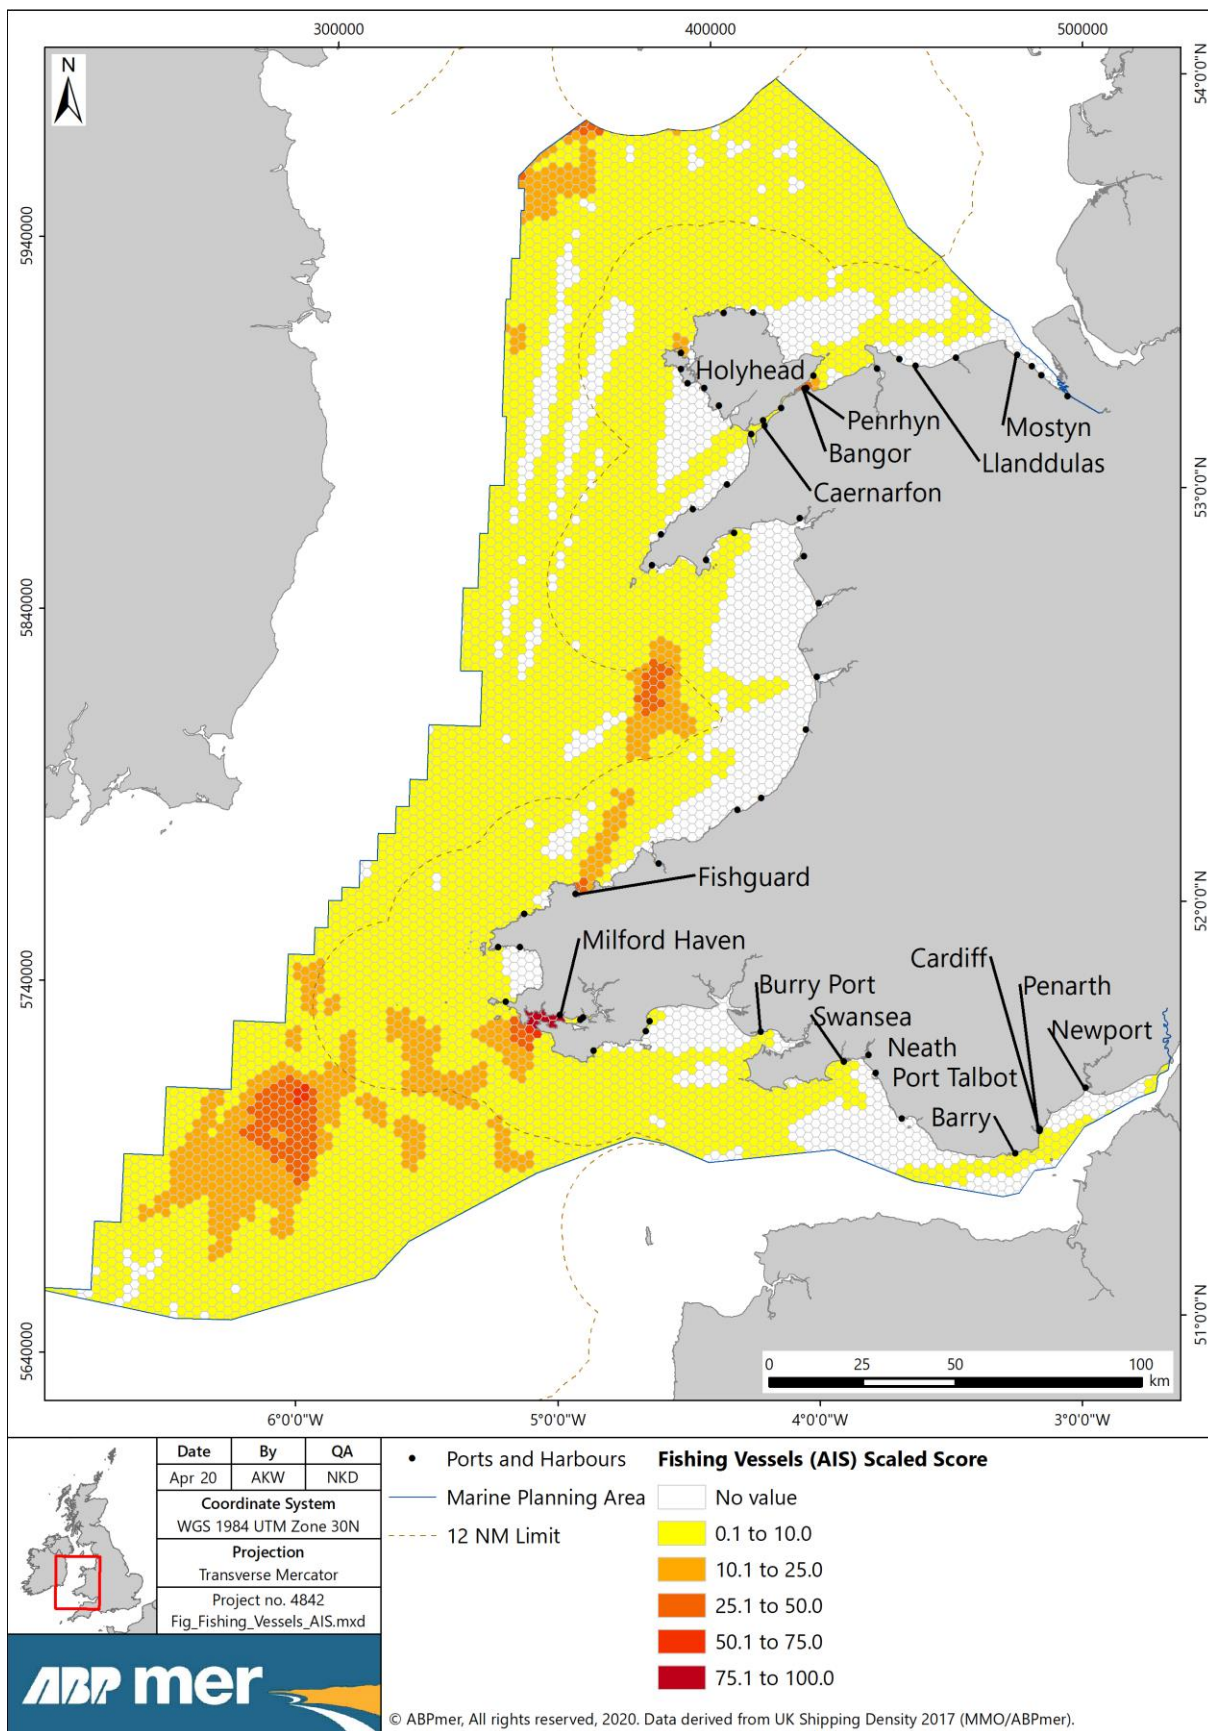 300000 400000 500000
N
54°0'0"N
5940000
Holyhead
Penrhyn
Mostyn
Bangor
Llanddulas
Caernarfon
53°0'0"N
5840000
Fishguard
52°0'0"N
Milford Haven
Cardiff
5740000
Burry Port
Penarth
Swansea
Newport
Neath
Port Talbot
Barry
51°0'0"N
5640000
0 25 50 100
km
6°0'0"W 5°0'0"W 4°0'0"W 3°0'0"W
Date By QA
Apr 20 AKW NKD
Coordinate System
WGS 1984 UTM Zone 30N
Projection
Transverse Mercator
Project no. 4842
Fig_Fishing_Vessels_AIS.mxd
ABP mer
Ports and Harbours
Marine Planning Area
12 NM Limit
Fishing Vessels (AIS) Scaled Score
No value
0.1 to 10.0
10.1 to 25.0
25.1 to 50.0
50.1 to 75.0
75.1 to 100.0
© ABPmer, All rights reserved, 2020. Data derived from UK Shipping Density 2017 (MMO/ABPmer).